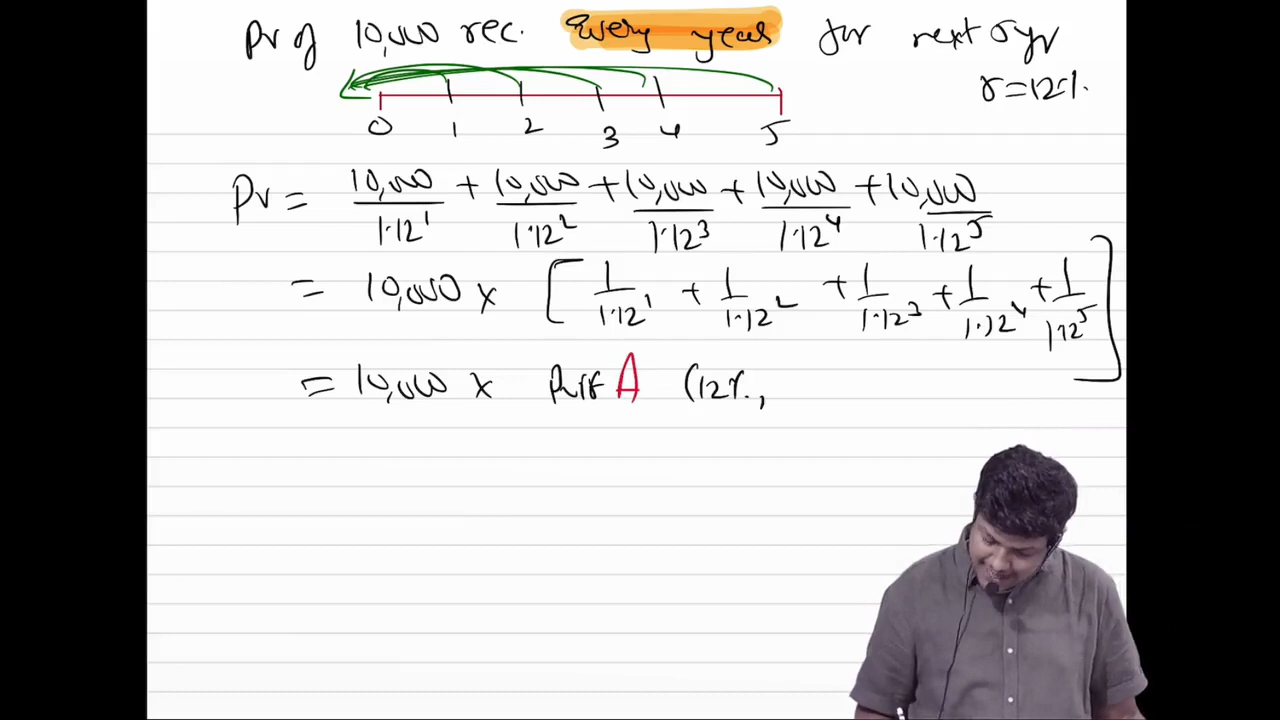 PV of 10,000 rec. Every year for next 5 yr
r = 12%.
0 1 2 3 4 5
PV = 10,000/1.12^1 + 10,000/1.12^2 + 10,000/1.12^3 + 10,000/1.12^4 + 10,000/1.12^5
= 10,000 x [ 1/1.12^1 + 1/1.12^2 + 1/1.12^3 + 1/1.12^4 + 1/1.12^5 ]
= 10,000 x PVIFA (12%,